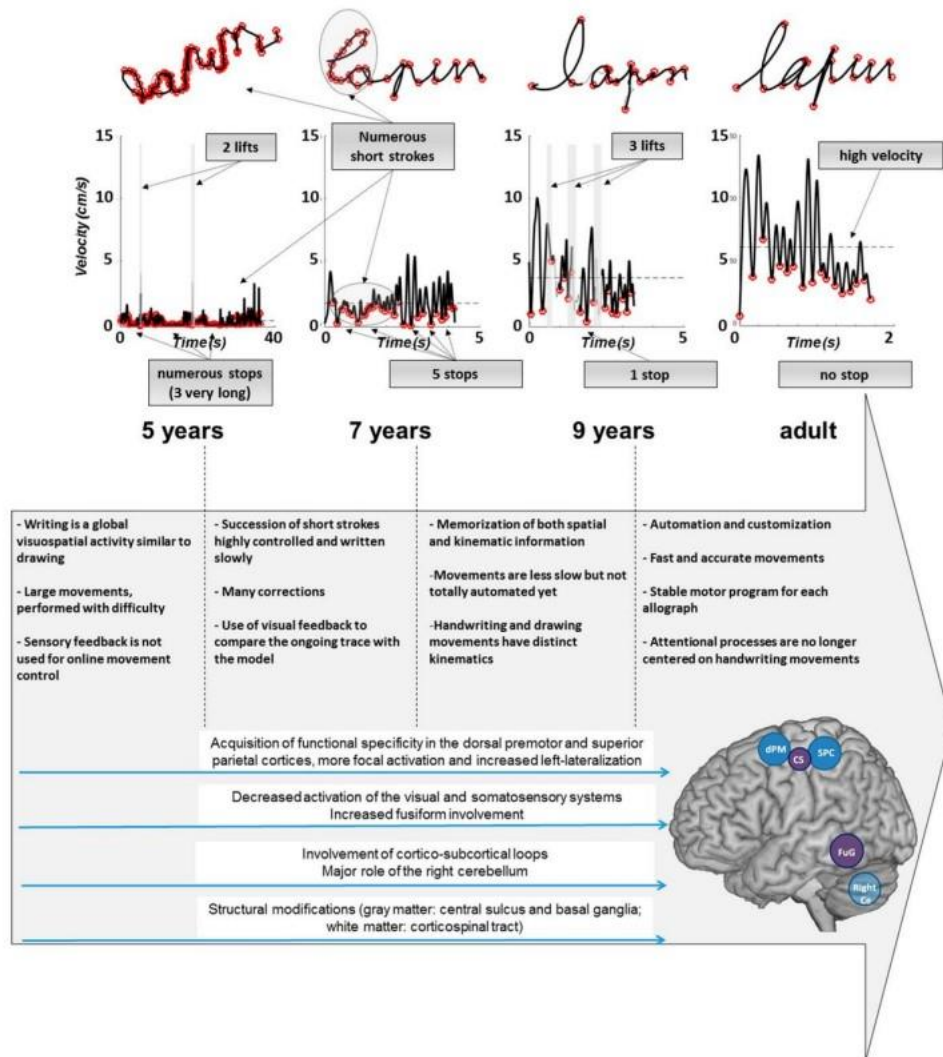 lapin
lapin
lapin
lapin
15
10
5
0
Velocity (cm/s)
2 lifts
0
Time(s)
40
numerous stops
(3 very long)
Numerous
short strokes
15
10
5
0
0
Time(s)
5
5 stops
15
10
5
0
3 lifts
0
Time(s)
5
1 stop
15
10
5
0
high velocity
0
Time(s)
2
no stop
5 years
7 years
9 years
adult
- Writing is a global
visuospatial activity similar to
drawing
- Large movements,
performed with difficulty
- Sensory feedback is not
used for online movement
control
- Succession of short strokes
highly controlled and written
slowly
- Many corrections
- Use of visual feedback to
compare the ongoing trace with
the model
- Memorization of both spatial
and kinematic information
-Movements are less slow but not
totally automated yet
-Handwriting and drawing
movements have distinct
kinematics
- Automation and customization
- Fast and accurate movements
- Stable motor program for each
allograph
- Attentional processes are no longer
centered on handwriting movements
Acquisition of functional specificity in the dorsal premotor and superior
parietal cortices, more focal activation and increased left-lateralization
Decreased activation of the visual and somatosensory systems
Increased fusiform involvement
Involvement of cortico-subcortical loops
Major role of the right cerebellum
Structural modifications (gray matter: central sulcus and basal ganglia;
white matter: corticospinal tract)
dPM
CS
SPC
FuG
Right
Ce